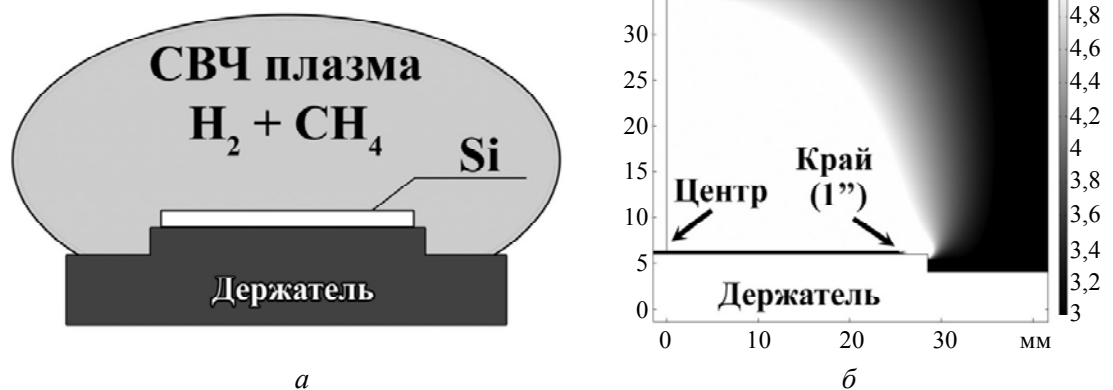 СВЧ плазма
H2 + CH4
Si
Держатель
а
35
30
25
20
15
10
5
0
Центр
Край
(1”)
Держатель
0
10
20
30
мм
4,8
4,6
4,4
4,2
4
3,8
3,6
3,4
3,2
3
б